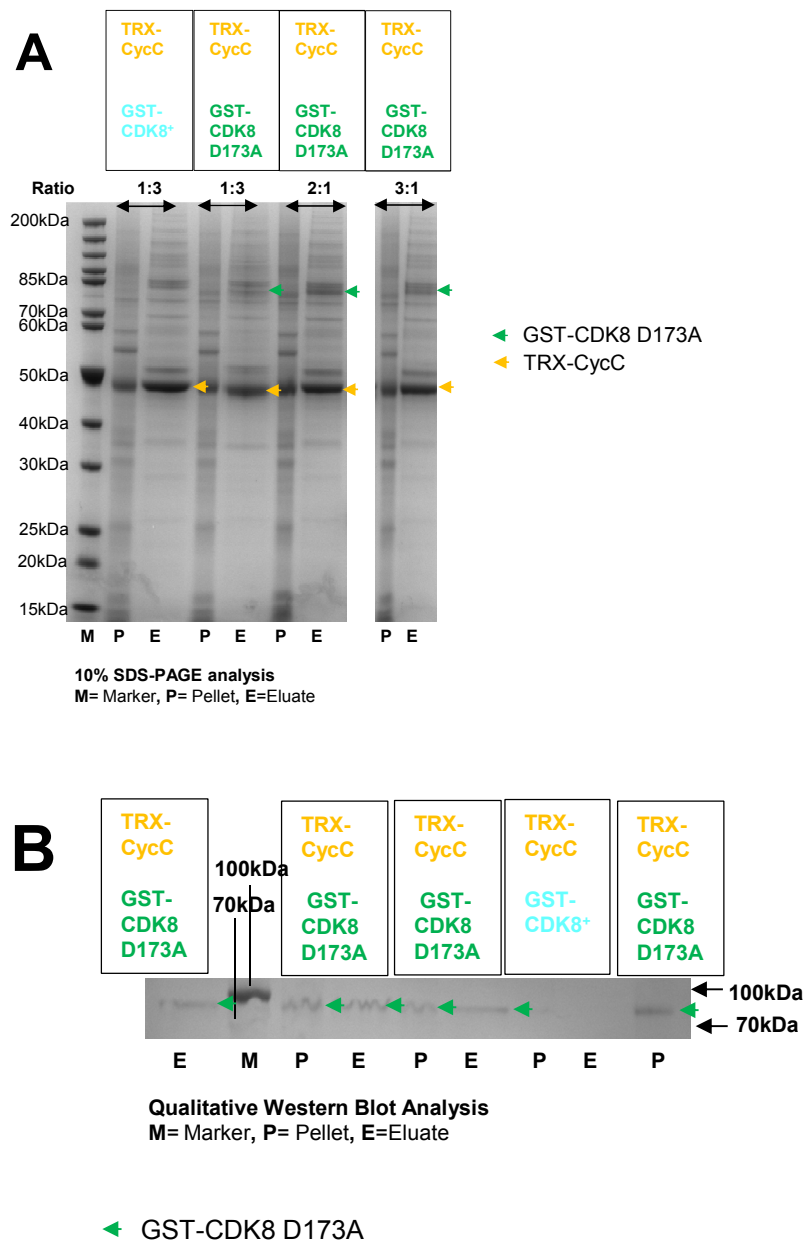 A
TRX-
CycC
GST-
CDK8⁺
TRX-
CycC
GST-
CDK8
D173A
TRX-
CycC
GST-
CDK8
D173A
TRX-
CycC
GST-
CDK8
D173A
Ratio 1:3 1:3 2:1 3:1
200kDa
85kDa
70kDa
60kDa
50kDa
40kDa
30kDa
25kDa
20kDa
15kDa
GST-CDK8 D173A
TRX-CycC
M P E P E P E P E
10% SDS-PAGE analysis
M= Marker, P= Pellet, E=Eluate
B
TRX-
CycC
GST-
CDK8
D173A
100kDa
70kDa
TRX-
CycC
GST-
CDK8
D173A
TRX-
CycC
GST-
CDK8
D173A
TRX-
CycC
GST-
CDK8⁺
TRX-
CycC
GST-
CDK8
D173A
100kDa
70kDa
E M P E P E P E P
Qualitative Western Blot Analysis
M= Marker, P= Pellet, E=Eluate
GST-CDK8 D173A